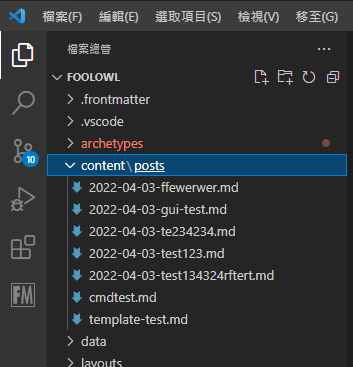 檔案(F) 編輯(E) 選取項目(S) 檢視(V) 移至(G)
檔案總管
FOOLOWL
.frontmatter
.vscode
archetypes
content\posts
10
2022-04-03-ffewerwer.md
2022-04-03-gui-test.md
2022-04-03-te234234.md
2022-04-03-test123.md
2022-04-03-test134324rftert.md
FM
cmdtest.md
template-test.md
data
layouts